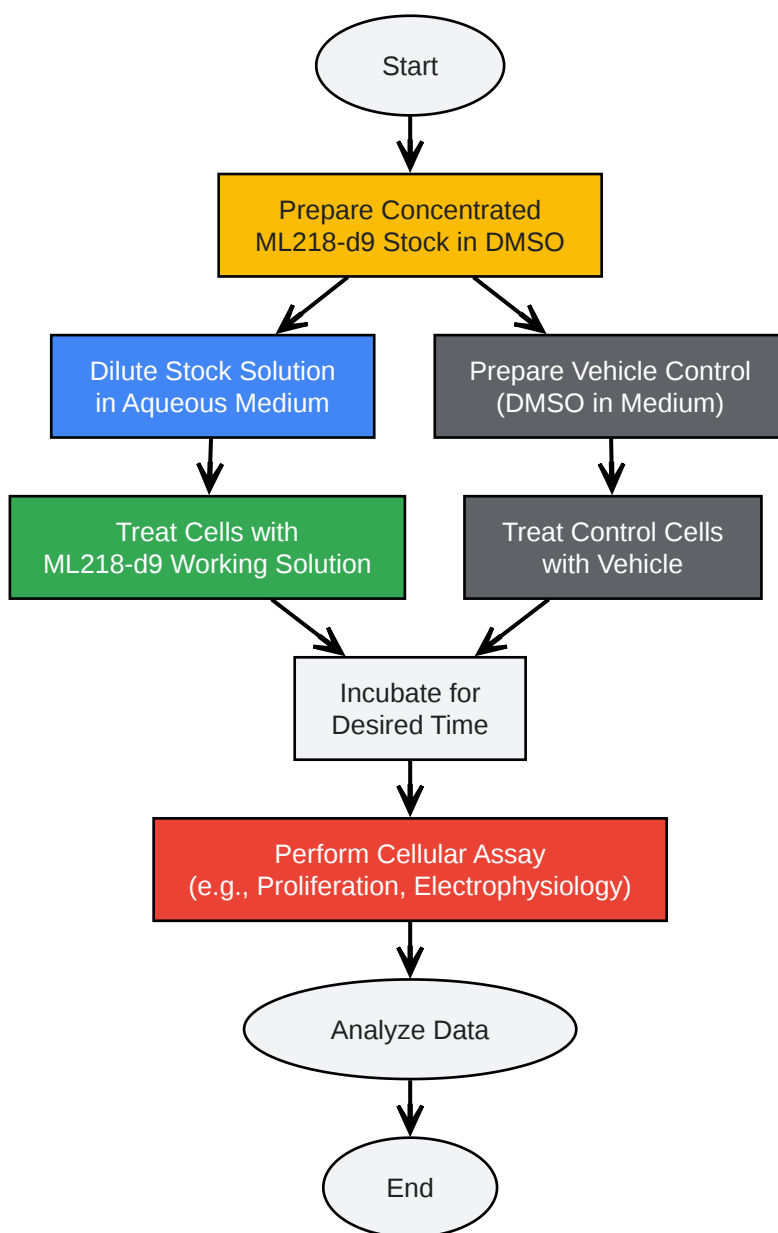 Start
Prepare Concentrated
ML218-d9 Stock in DMSO
Dilute Stock Solution
in Aqueous Medium
Prepare Vehicle Control
(DMSO in Medium)
Treat Cells with
ML218-d9 Working Solution
Treat Control Cells
with Vehicle
Incubate for
Desired Time
Perform Cellular Assay
(e.g., Proliferation, Electrophysiology)
Analyze Data
End